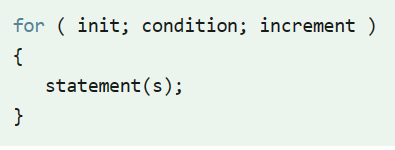 for ( init; condition; increment )
{
   statement(s);
}